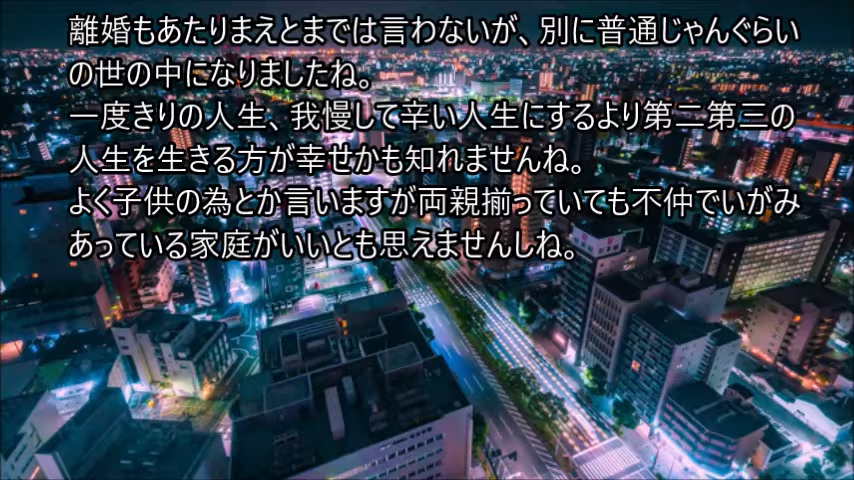 離婚もあたりまえとまでは言わないが、別に普通じゃんぐらい
の世の中になりましたね。
一度きりの人生、我慢して辛い人生にするより第二第三の
人生を生きる方が幸せかも知れませんね。
よく子供の為とか言いますが両親揃っていても不仲でいがみ
あっている家庭がいいとも思えませんしね。